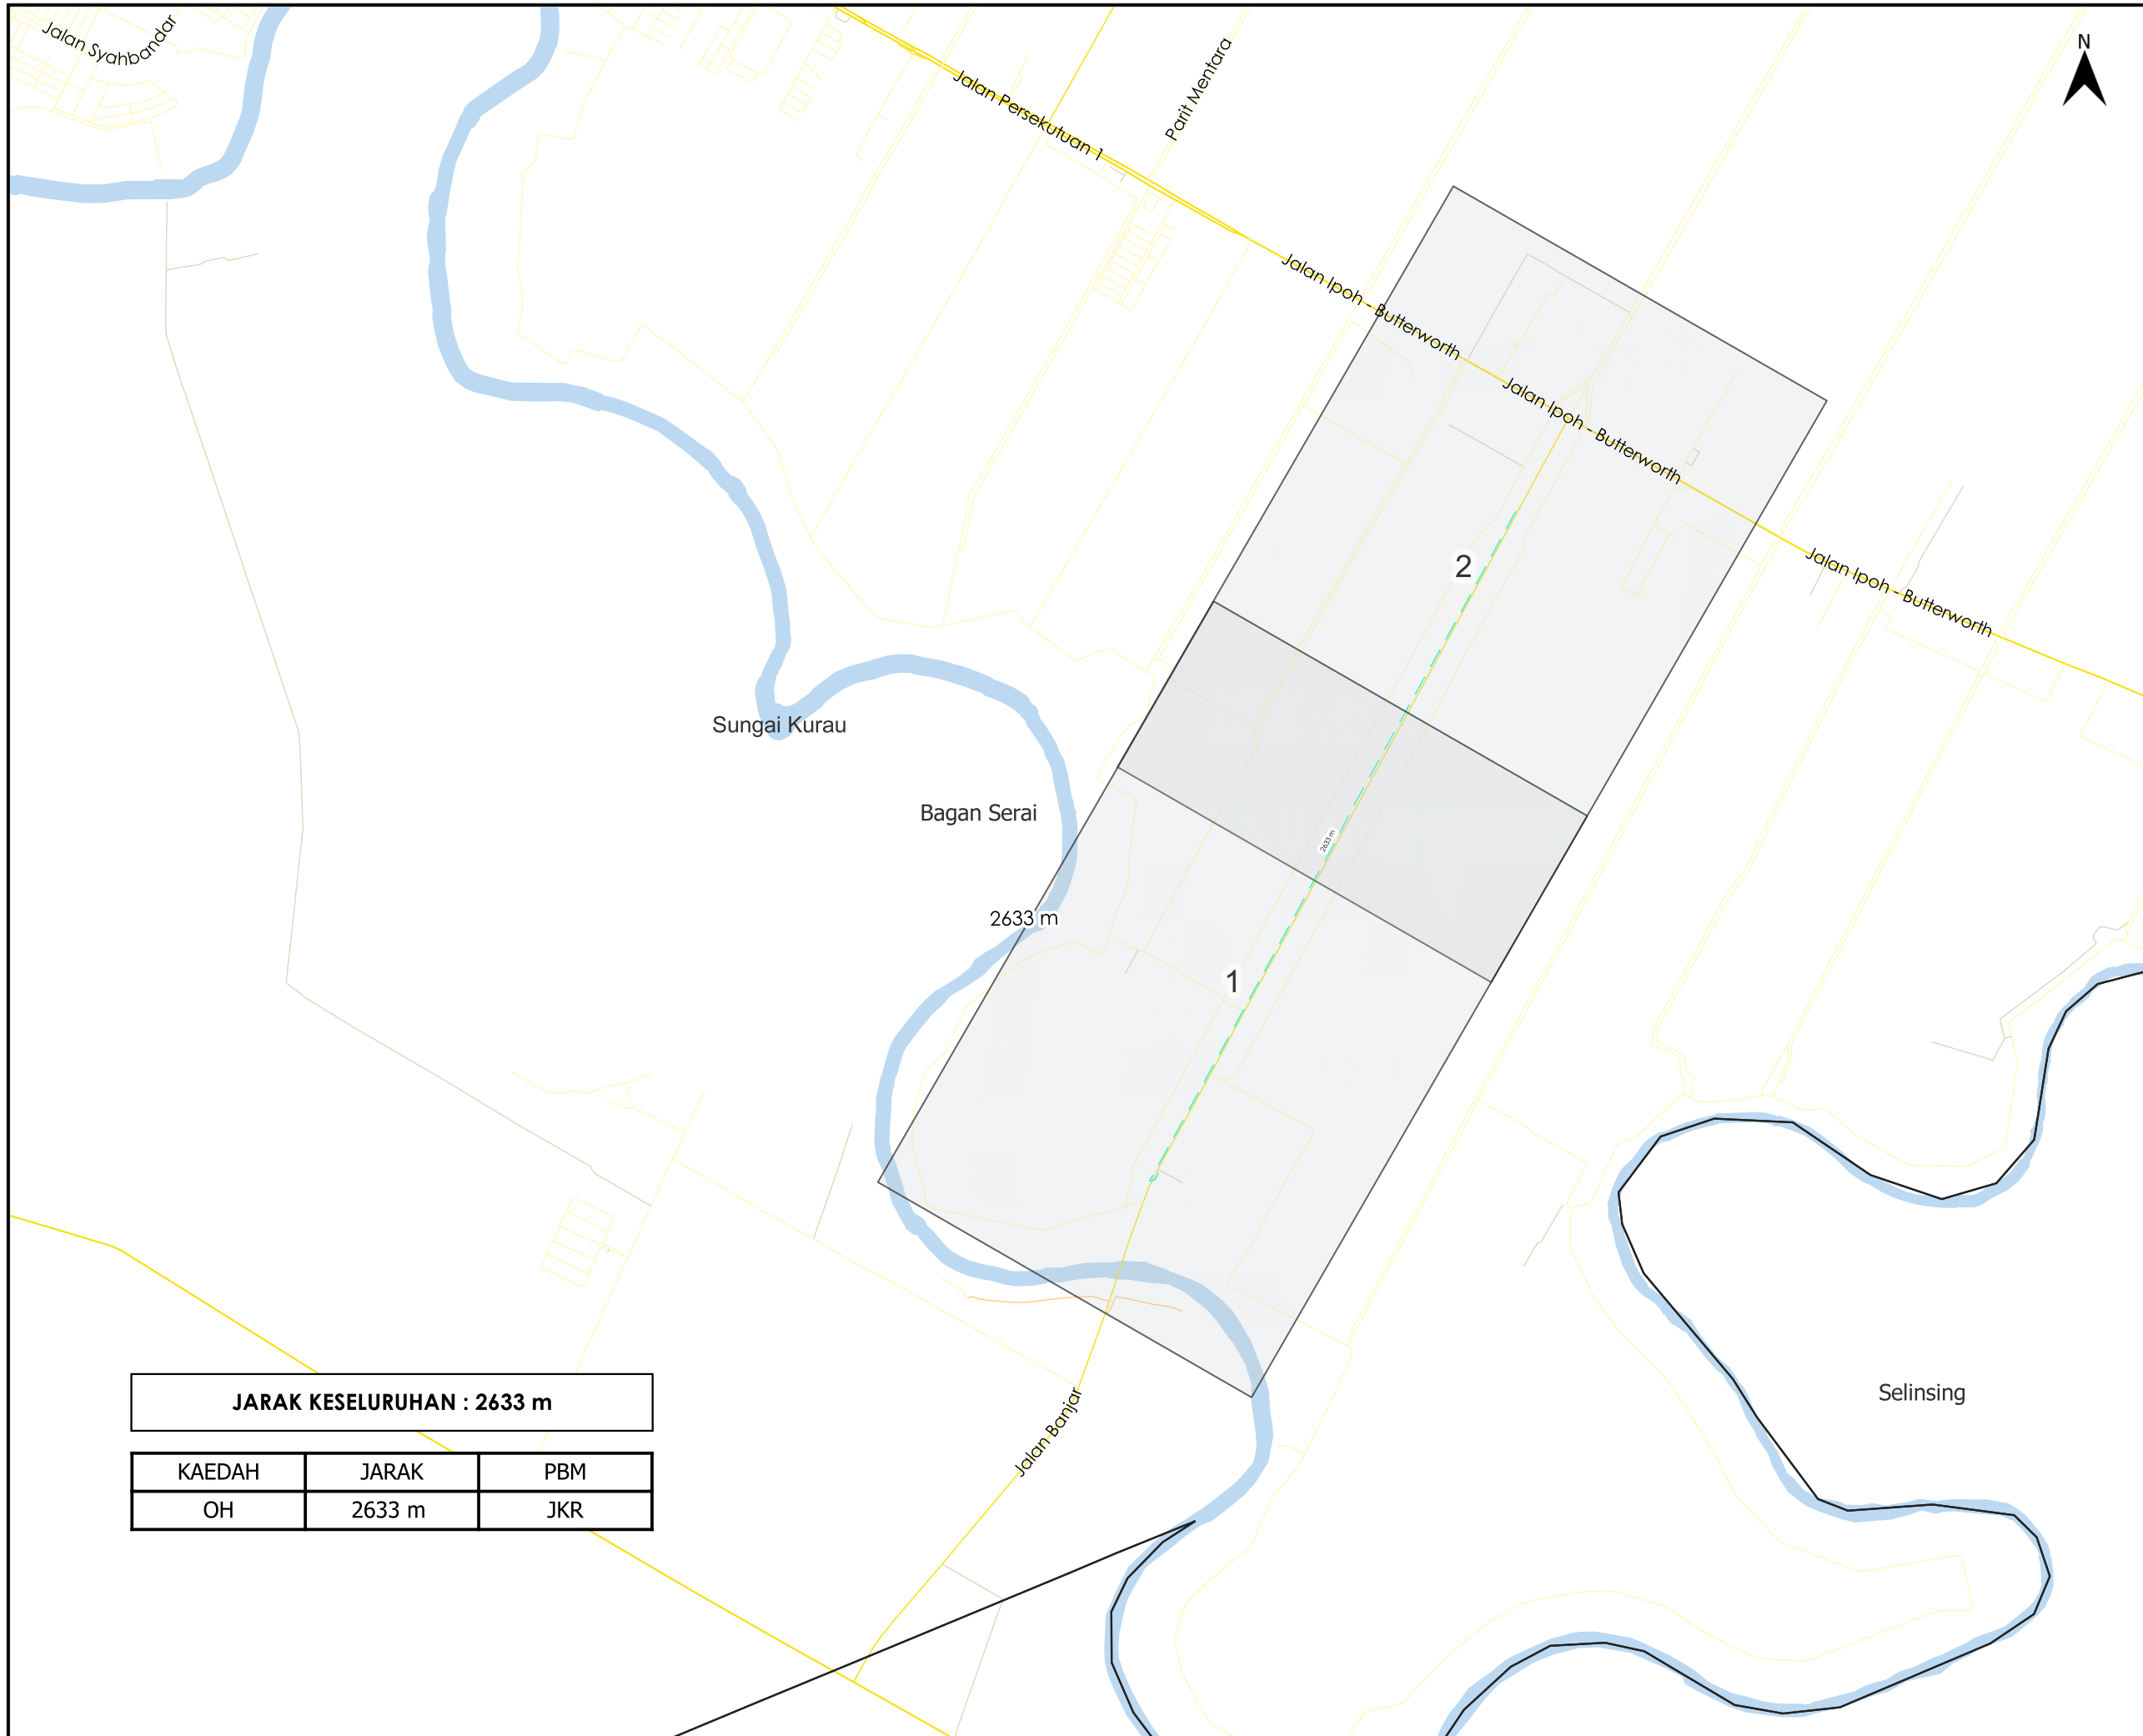 Jalan Syahbandar
N
Jalan Persekutuan 1
Parit Mentara
Jalan Ipoh - Butterworth
Jalan Ipoh - Butterworth
Jalan Ipoh - Butterworth
2
Sungai Kurau
Bagan Serai
2633 m
2633 m
1
Selinsing
Jalan Banjar
JARAK KESELURUHAN : 2633 m
KAEDAH JARAK PBM
OH 2633 m JKR